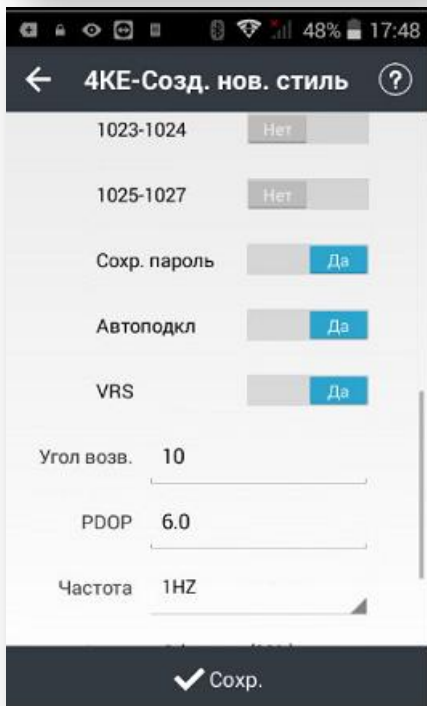 48% 17:48
4КЕ-Созд. нов. стиль ?
1023-1024 Нет
1025-1027 Нет
Сохр. пароль Да
Автоподкл Да
VRS Да
Угол возв. 10
PDOP 6.0
Частота 1HZ
Сохр.